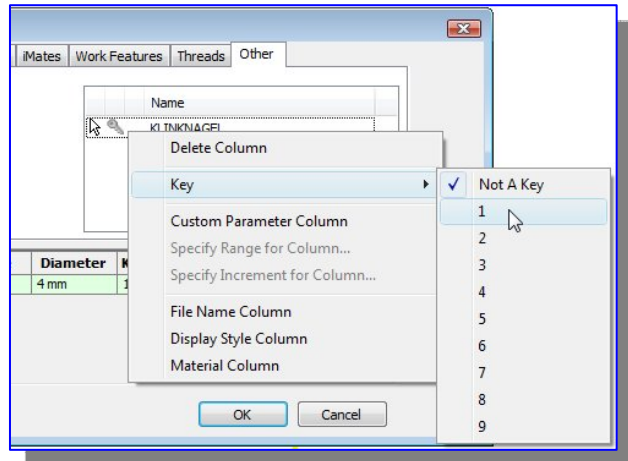 iMates Work Features Threads Other
Name
KLINKNAGEL
Delete Column
Key
Not A Key
1
2
3
4
5
6
7
8
9
Custom Parameter Column
Specify Range for Column...
Specify Increment for Column...
File Name Column
Display Style Column
Material Column
Diameter K
4 mm 1
OK Cancel